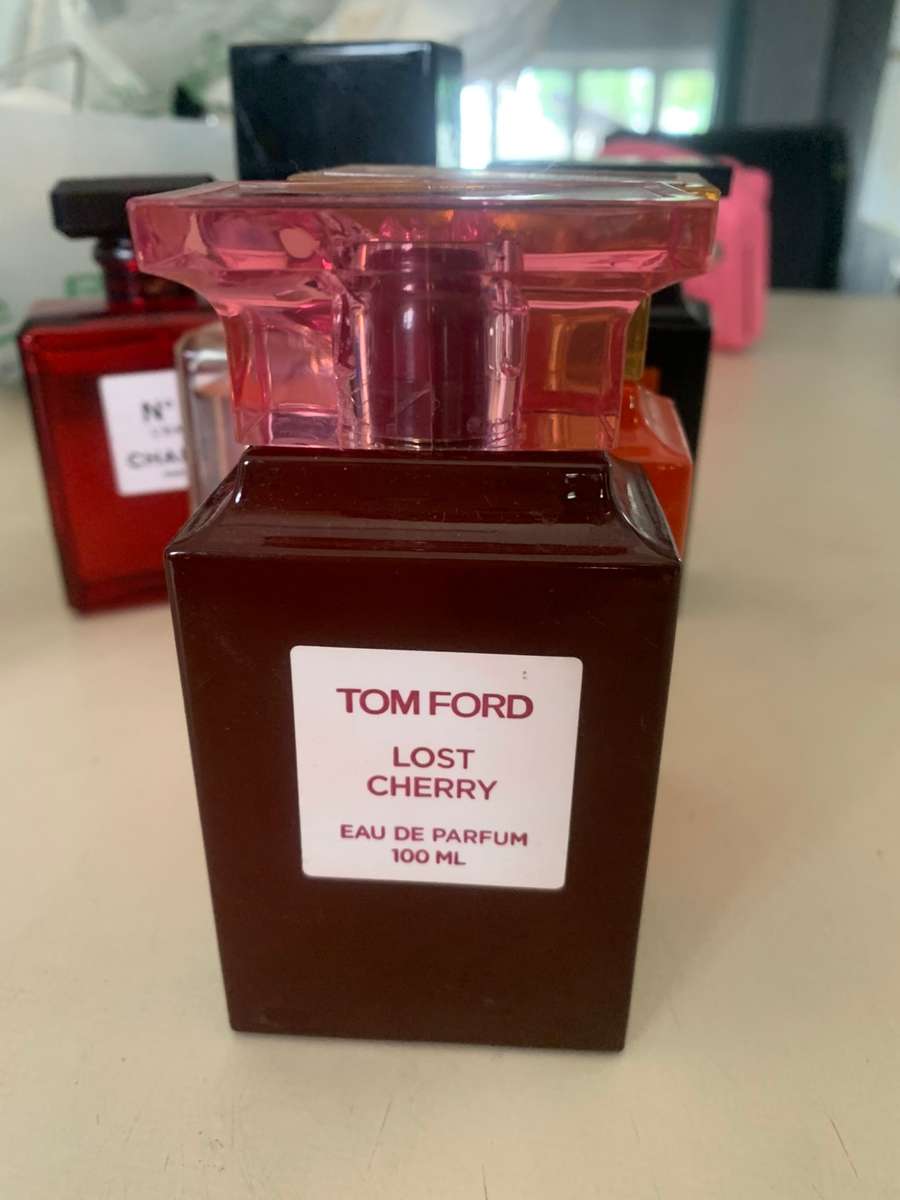 TOM FORD
LOST
CHERRY
EAU DE PARFUM
100 ML
N°